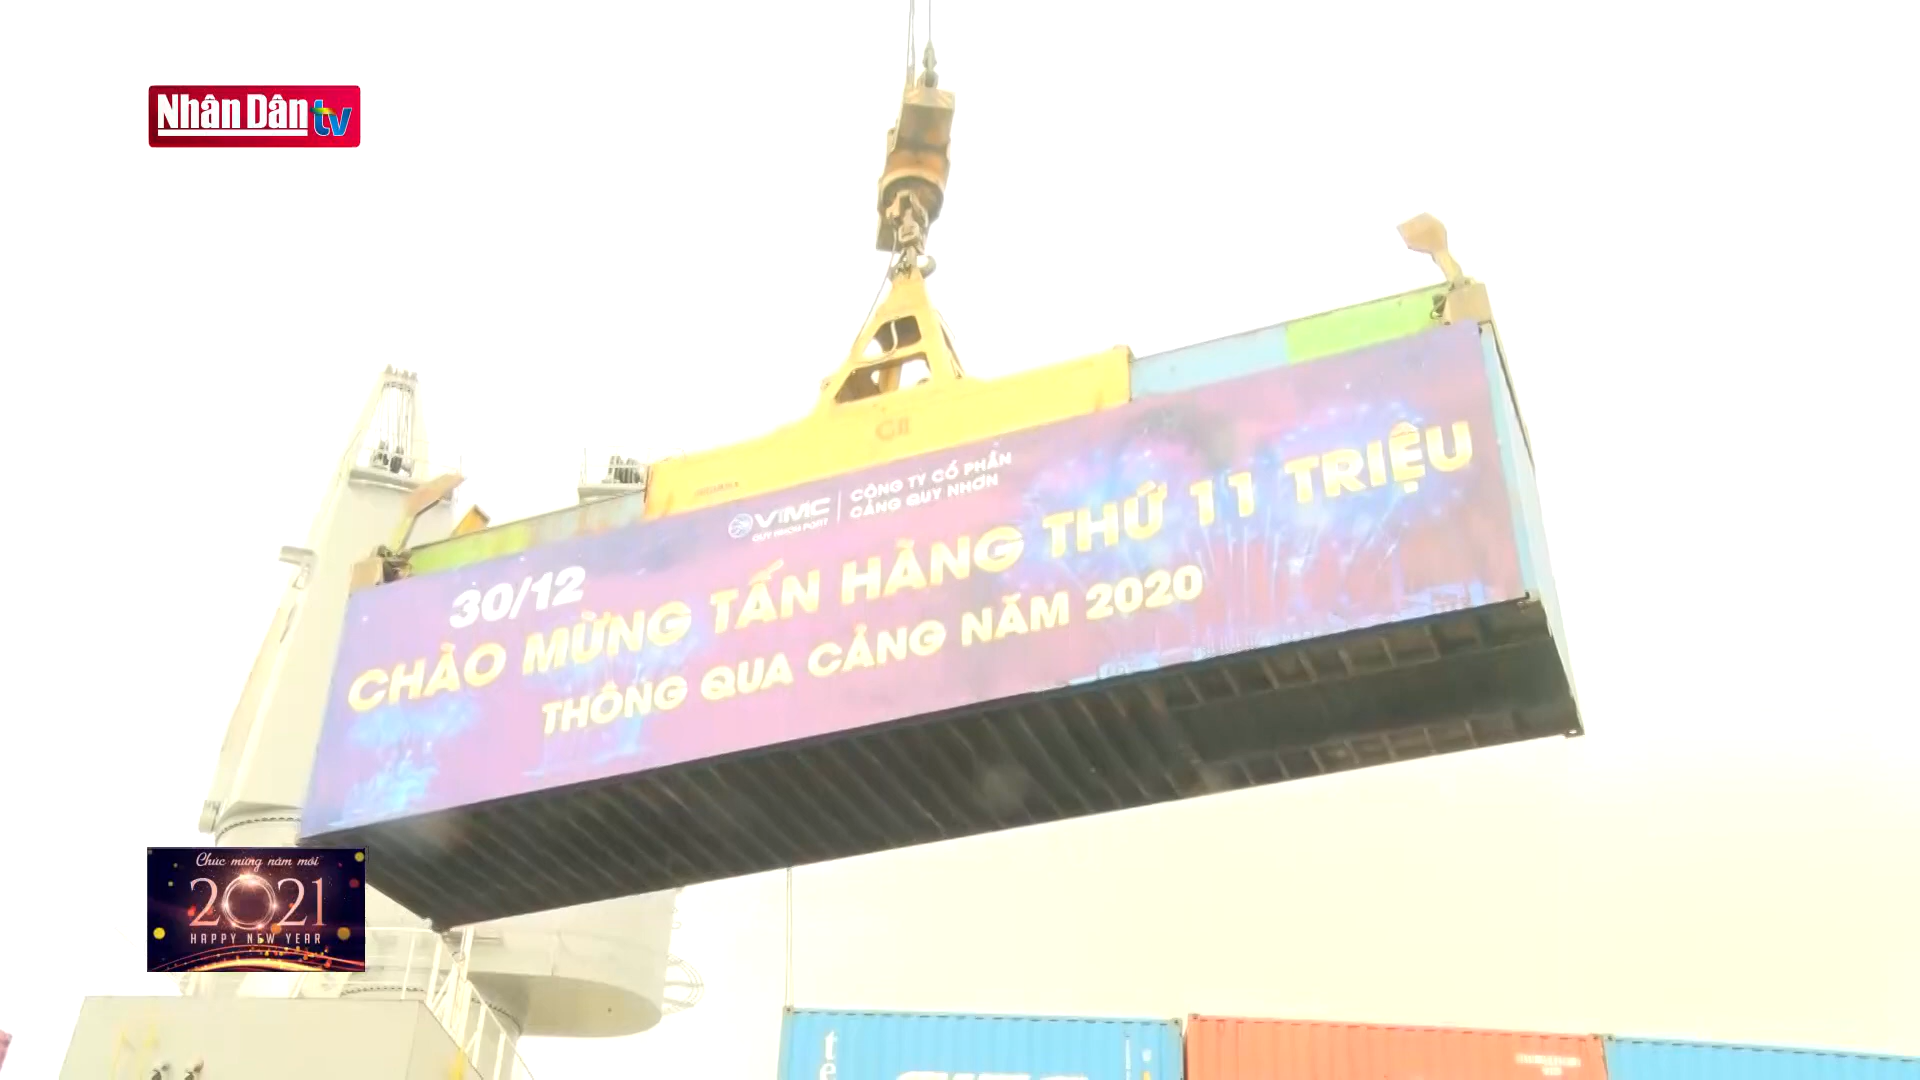 Nhân Dân tv
VIMC
QUY NHON PORT
CÔNG TY CỔ PHẦN
CẢNG QUY NHƠN
30/12
CHÀO MỪNG TẤN HÀNG THỨ 11 TRIỆU
THÔNG QUA CẢNG NĂM 2020
Chúc mừng năm mới
2021
HAPPY NEW YEAR
te